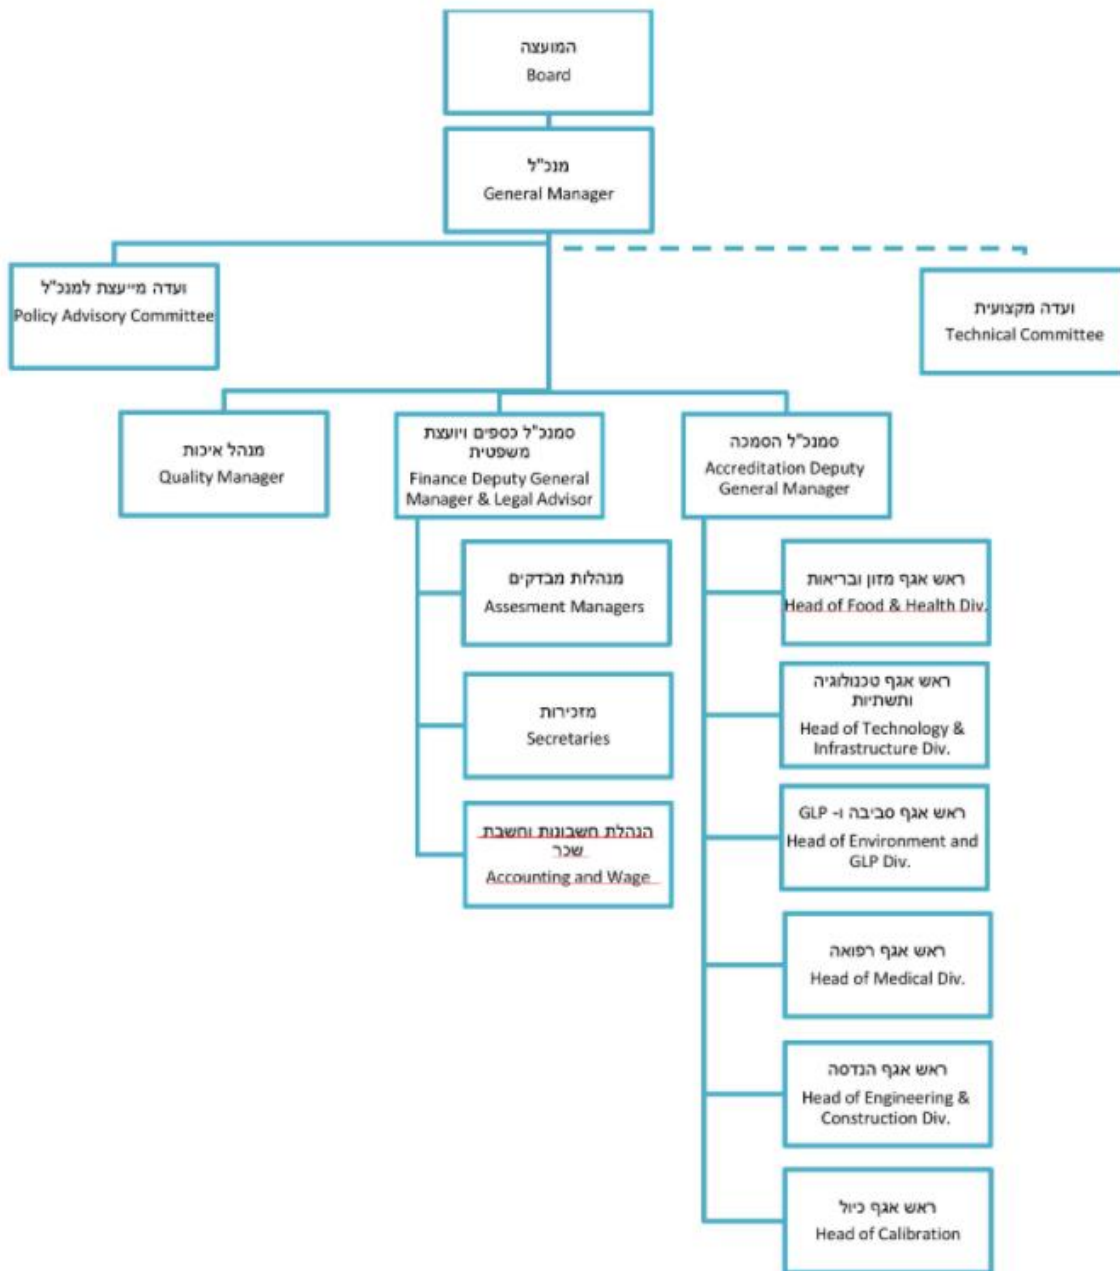 המועצה
Board
מנכ"ל
General Manager
ועדה מייעצת למנכ"ל
Policy Advisory Committee
ועדה מקצועית
Technical Committee
מנהל איכות
Quality Manager
סמנכ"ל כספים ויועצת
משפטית
Finance Deputy General
Manager & Legal Advisor
סמנכ"ל הסמכה
Accreditation Deputy
General Manager
מנהלות מבדקים
Assesment Managers
מזכירות
Secretaries
הנהלת חשבונות וחשבת
שכר
Accounting and Wage
ראש אגף מזון ובריאות
Head of Food & Health Div.
ראש אגף טכנולוגיה
ותשתיות
Head of Technology &
Infrastructure Div.
ראש אגף סביבה ו- GLP
Head of Environment and
GLP Div.
ראש אגף רפואה
Head of Medical Div.
ראש אגף הנדסה
Head of Engineering &
Construction Div.
ראש אגף כיול
Head of Calibration